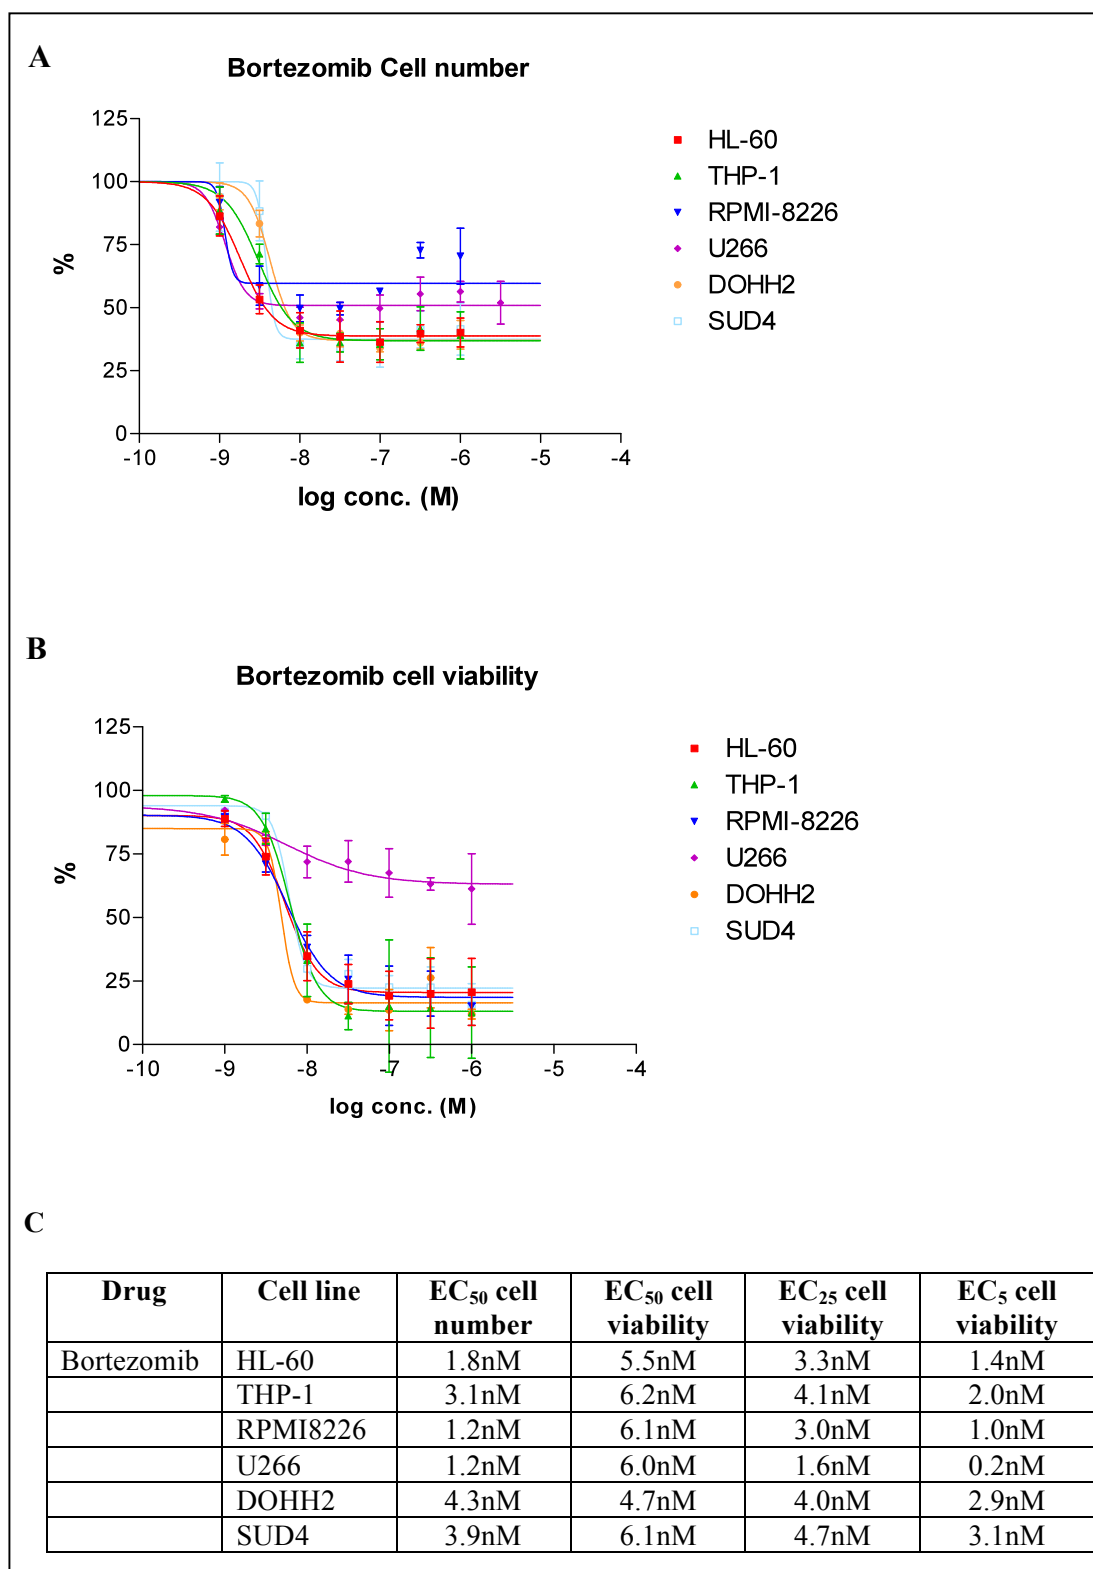 A
Bortezomib Cell number
125
100
75
50
25
0
%
-10 -9 -8 -7 -6 -5 -4
log conc. (M)
HL-60
THP-1
RPMI-8226
U266
DOHH2
SUD4
B
Bortezomib cell viability
125
100
75
50
25
0
%
-10 -9 -8 -7 -6 -5 -4
log conc. (M)
HL-60
THP-1
RPMI-8226
U266
DOHH2
SUD4
C
Drug Cell line EC50 cell number EC50 cell viability EC25 cell viability EC5 cell viability
Bortezomib HL-60 1.8nM 5.5nM 3.3nM 1.4nM
THP-1 3.1nM 6.2nM 4.1nM 2.0nM
RPMI8226 1.2nM 6.1nM 3.0nM 1.0nM
U266 1.2nM 6.0nM 1.6nM 0.2nM
DOHH2 4.3nM 4.7nM 4.0nM 2.9nM
SUD4 3.9nM 6.1nM 4.7nM 3.1nM